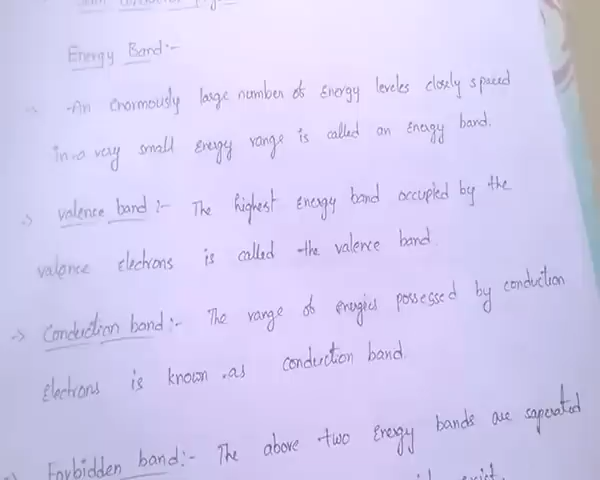 Energy Band :-
-An Enormously large number of Energy leveles closely spaced
in a very small Energy range is called an Energy band.
→ valence band :- The highest Energy band occupied by the
valence Electrons is called the valence band.
→ Conduction band :- The range of Energies possessed by conduction
Electrons is known as conduction band.
→ Forbidden band :- The above two Energy bands are saperated